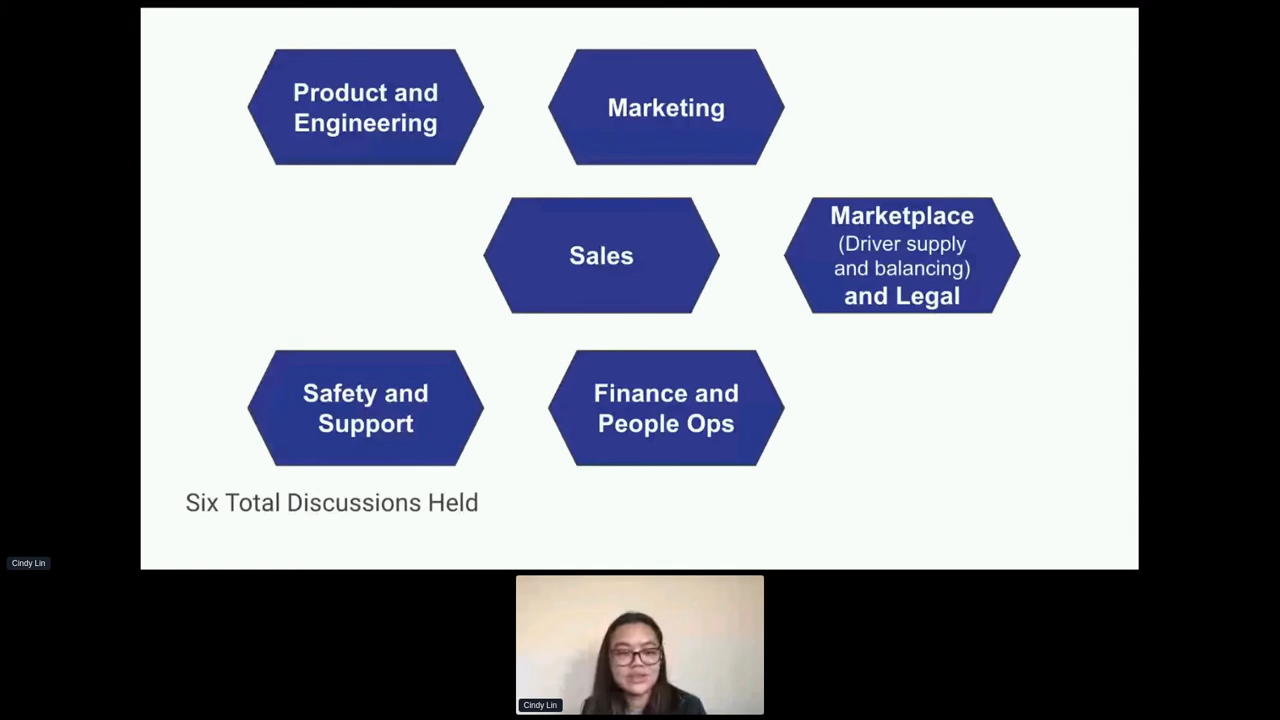 Product and
Engineering
Marketing
Sales
Marketplace
(Driver supply
and balancing)
and Legal
Safety and
Support
Finance and
People Ops
Six Total Discussions Held
Cindy Lin
Cindy Lin